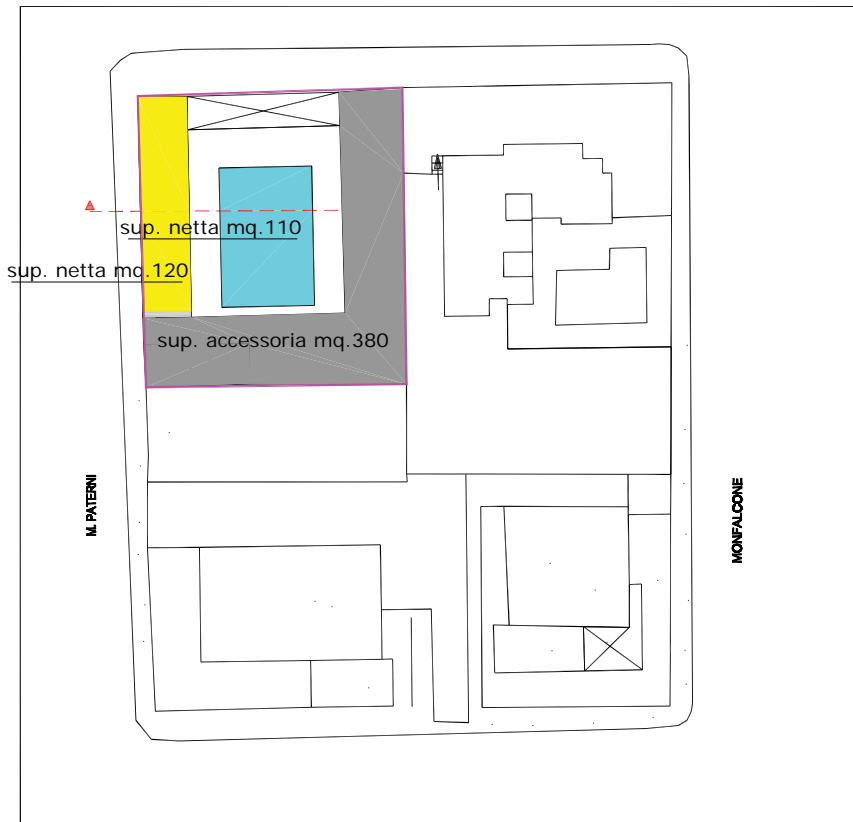 sup. netta mq.110
sup. netta mq.120
sup. accessoria mq.380
M. PATERNI
MONFALCONE